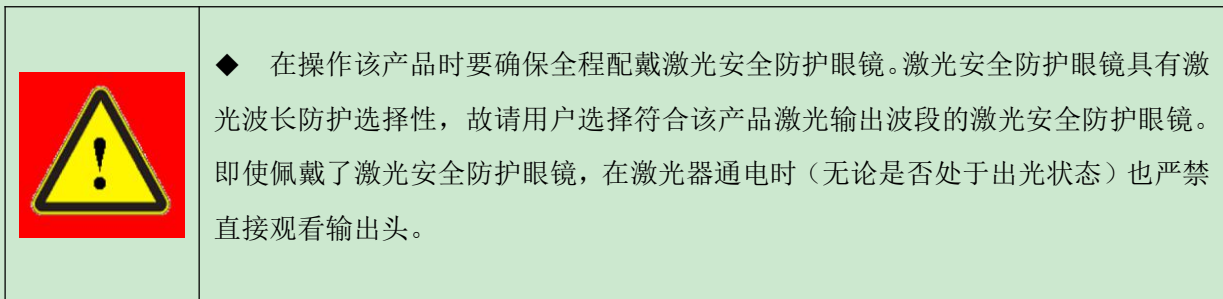 ◆ 在操作该产品时要确保全程配戴激光安全防护眼镜。激光安全防护眼镜具有激
光波长防护选择性，故请用户选择符合该产品激光输出波段的激光安全防护眼镜。
即使佩戴了激光安全防护眼镜，在激光器通电时（无论是否处于出光状态）也严禁
直接观看输出头。